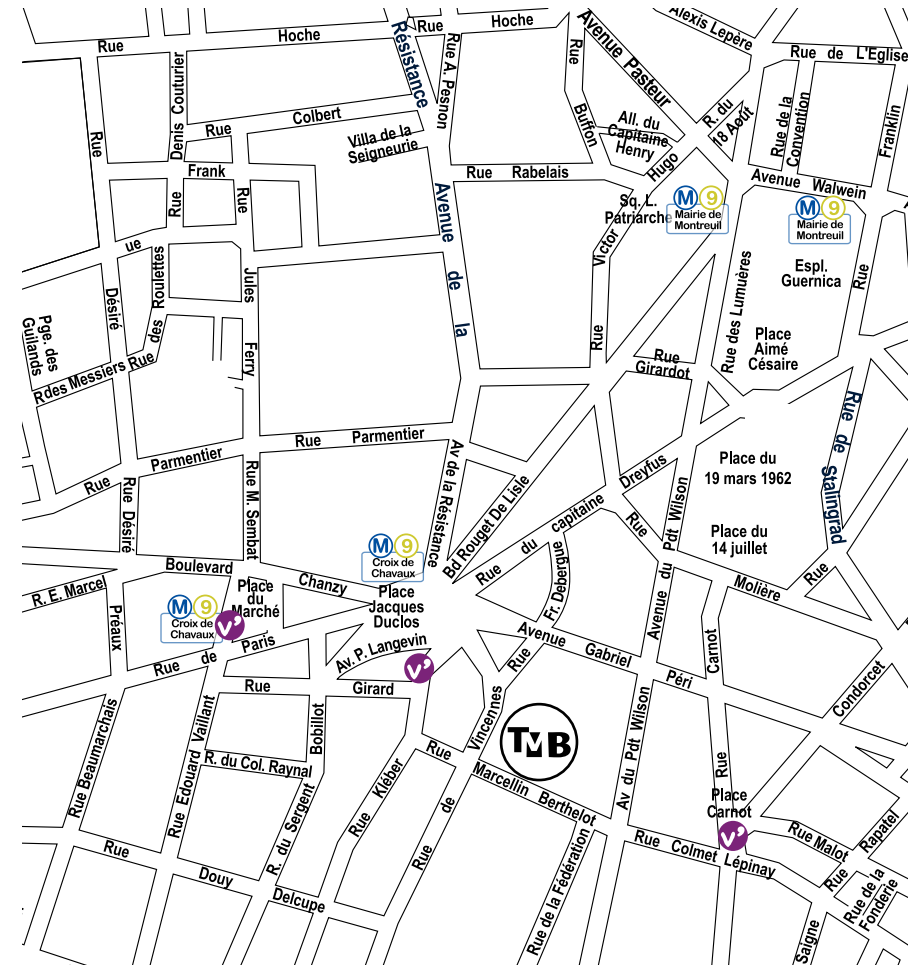 Rue
Hoche
Rue
Hoche
Alexis Lepère
Rue de L'Eglise
Résistance
Rue A. Pesnon
Rue
Avenue Pasteur
Denis Couturier
Rue
Colbert
Rue
Villa de la
Seigneurie
Buffon
All. du
Capitaine
Henry
R. du
18 Août
Rue de la
Convention
Franklin
Frank
Rue
Rue
Rue Rabelais
Hugo
Avenue Walwein
Sq. L.
Patriarche
M 9
Mairie de
Montreuil
M 9
Mairie de
Montreuil
Avenue
de
la
ue
Victor
Rue
Espl.
Guernica
Rue
Rue des Lumuères
Désiré
Roulettes
des
Rue
Jules
Ferry
Pge. des
Guilands
R des Messiers
Place
Aimé
Césaire
Rue
Girardot
Rue de Stalingrad
Rue Parmentier
Parmentier
Rue
Rue Désiré
Rue M. Sembat
Av de la Résistance
Bd Rouget De Lisle
Rue du capitaine Dreyfus
Rue
Place du
19 mars 1962
Place du
14 juillet
Avenue du Pdt Wilson
M 9
Croix de
Chavaux
Boulevard
Chanzy
R. E. Marcel
Place
du
Marché
Place
Jacques
Duclos
Fr. Debergue
Molière
Rue
M 9
Croix de
Chavaux
V'
Préaux
Rue de Paris
Av. P. Langevin
V'
Avenue Gabriel
Péri
Carnot
Rue
Condorcet
Rue
Girard
Rue
Vincennes
de
Rue
Rue Beaumarchais
Rue Edouard Vaillant
Bobillot
R. du Sergent
R. du Col. Raynal
Rue Kléber
TMB
Av du Pdt Wilson
Rue
Marcellin Berthelot
Place
Carnot
V'
Rue Colmet Lépinay
Rue Malot
Rapatel
Rue
Rue de la
Fonderie
Rue
Douy
Delcupe
Rue de la Fédération
Saigne